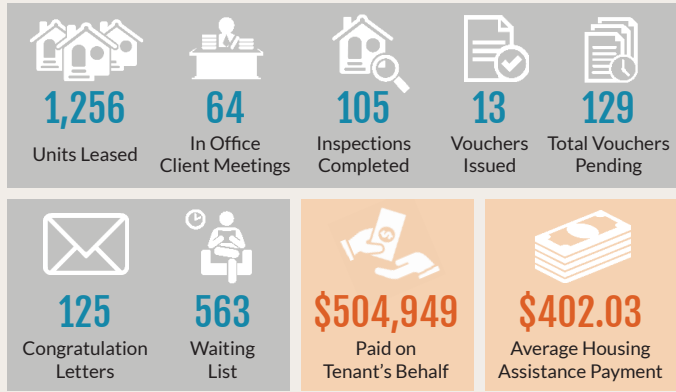 1,256
Units Leased
64
In Office
Client Meetings
105
Inspections
Completed
13
Vouchers
Issued
129
Total Vouchers
Pending
125
Congratulation
Letters
563
Waiting
List
$504,949
Paid on
Tenant's Behalf
$402.03
Average Housing
Assistance Payment